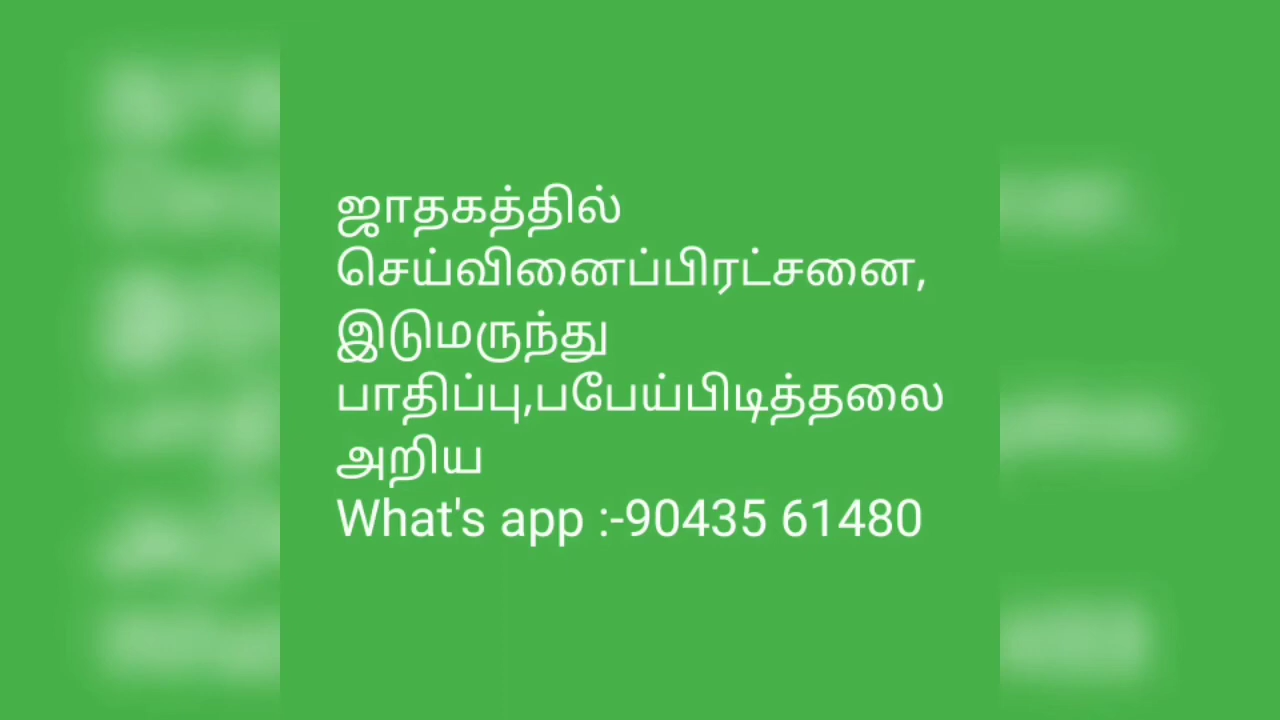 ஜாதகத்தில்
செய்வினைப்பிரட்சனை,
இடுமருந்து
பாதிப்பு,பபேய்பிடித்தலை
அறிய
What's app :-90435 61480